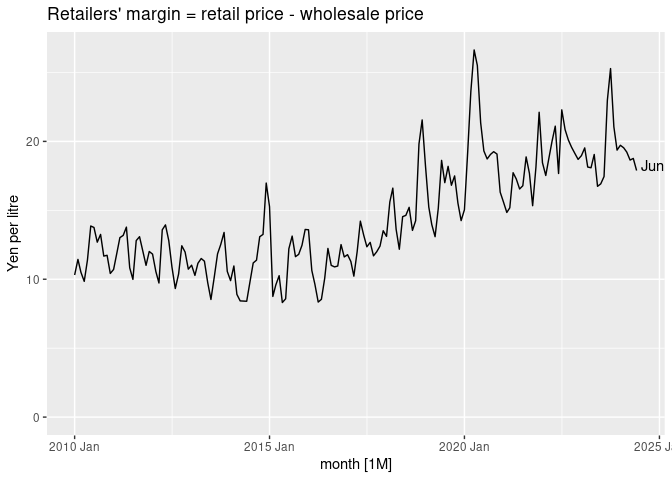 Retailers' margin = retail price - wholesale price
Yen per litre
20
10
0
Jun
2010 Jan
2015 Jan
2020 Jan
2025 J
month [1M]